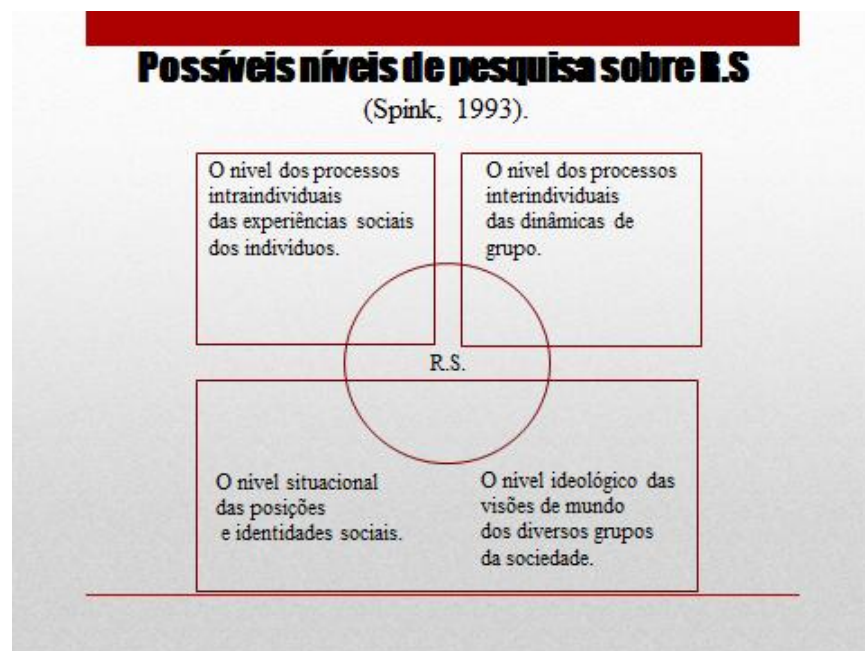 Possíveis níveis de pesquisa sobre R.S
(Spink, 1993).
O nível dos processos
intraindividuais
das experiências sociais
dos indivíduos.
O nível dos processos
interindividuais
das dinâmicas de
grupo.
R.S.
O nível situacional
das posições
e identidades sociais.
O nível ideológico das
visões de mundo
dos diversos grupos
da sociedade.